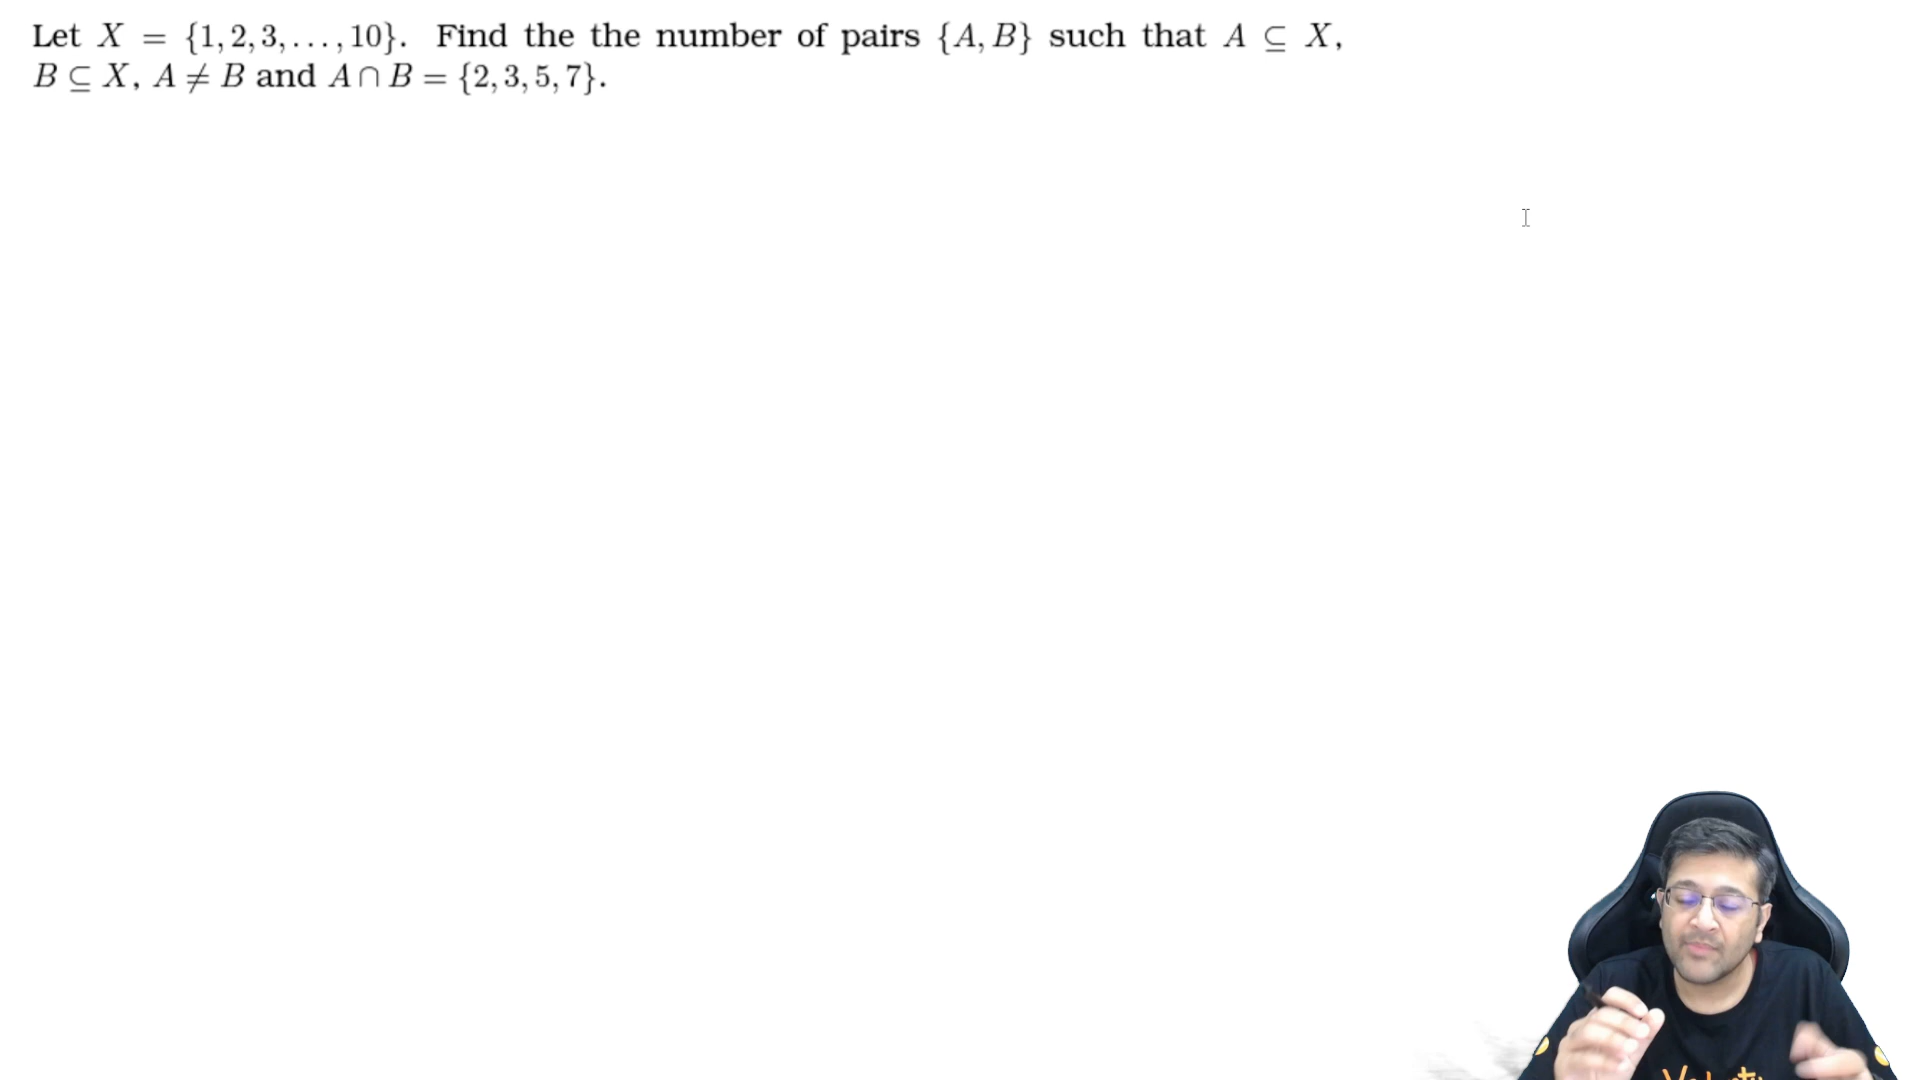 Let X = {1, 2, 3, . . . , 10}. Find the the number of pairs {A, B} such that A ⊆ X,
B ⊆ X, A ≠ B and A ∩ B = {2, 3, 5, 7}.